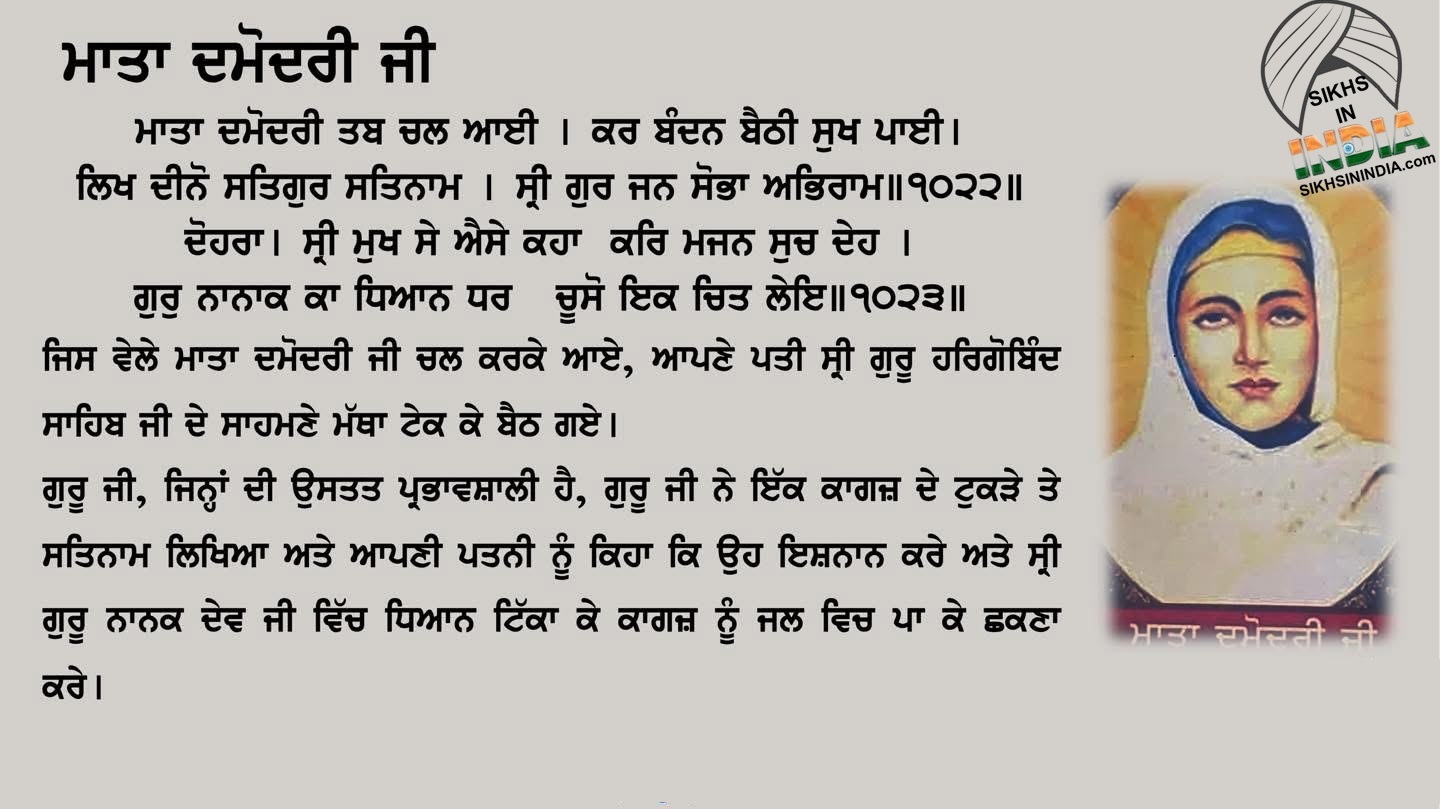 ਮਾਤਾ ਦਮੋਦਰੀ ਜੀ
ਮਾਤਾ ਦਮੋਦਰੀ ਤਬ ਚਲ ਆਈ । ਕਰ ਬੰਦਨ ਬੈਠੀ ਸੁਖ ਪਾਈ।
ਲਿਖ ਦੀਨੋ ਸਤਿਗੁਰ ਸਤਿਨਾਮ । ਸ੍ਰੀ ਗੁਰ ਜਨ ਸੋਭਾ ਅਭਿਰਾਮ॥੧੦੨੨॥
ਦੋਹਰਾ। ਸ੍ਰੀ ਮੁਖ ਸੇ ਐਸੇ ਕਹਾ ਕਰਿ ਮਜਨ ਸੁਚ ਦੇਹ ।
ਗੁਰੁ ਨਾਨਾਕ ਕਾ ਧਿਆਨ ਧਰ ਚੂਸੋ ਇਕ ਚਿਤ ਲੇਇ॥੧੦੨੩॥
ਜਿਸ ਵੇਲੇ ਮਾਤਾ ਦਮੋਦਰੀ ਜੀ ਚਲ ਕਰਕੇ ਆਏ, ਆਪਣੇ ਪਤੀ ਸ੍ਰੀ ਗੁਰੂ ਹਰਿਗੋਬਿੰਦ
ਸਾਹਿਬ ਜੀ ਦੇ ਸਾਹਮਣੇ ਮੱਥਾ ਟੇਕ ਕੇ ਬੈਠ ਗਏ।
ਗੁਰੂ ਜੀ, ਜਿਨ੍ਹਾਂ ਦੀ ਉਸਤਤ ਪ੍ਰਭਾਵਸ਼ਾਲੀ ਹੈ, ਗੁਰੂ ਜੀ ਨੇ ਇੱਕ ਕਾਗਜ਼ ਦੇ ਟੁਕੜੇ ਤੇ
ਸਤਿਨਾਮ ਲਿਖਿਆ ਅਤੇ ਆਪਣੀ ਪਤਨੀ ਨੂੰ ਕਿਹਾ ਕਿ ਉਹ ਇਸ਼ਨਾਨ ਕਰੇ ਅਤੇ ਸ੍ਰੀ
ਗੁਰੂ ਨਾਨਕ ਦੇਵ ਜੀ ਵਿੱਚ ਧਿਆਨ ਟਿੱਕਾ ਕੇ ਕਾਗਜ਼ ਨੂੰ ਜਲ ਵਿਚ ਪਾ ਕੇ ਛਕਣਾ
ਕਰੇ।
SIKHS
IN
INDIA
SIKHSININDIA.com
ਮਾਤਾ ਦਮੋਦਰੀ ਜੀ